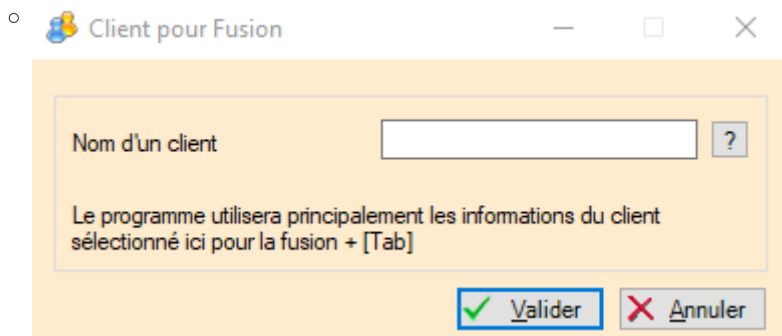 Client pour Fusion
Nom d'un client
?
Le programme utilisera principalement les informations du client
sélectionné ici pour la fusion + [Tab]
Valider
Annuler